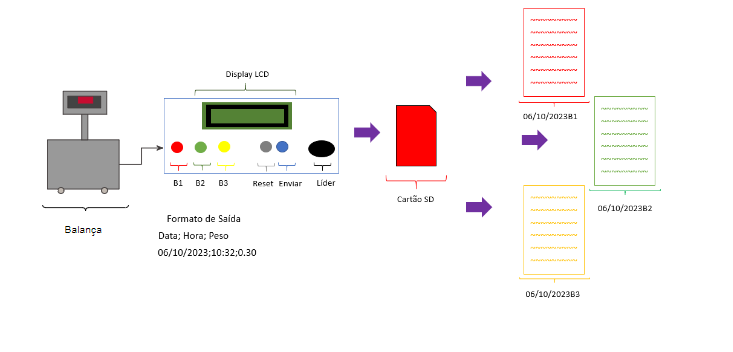 Display LCD
B1
B2
B3
Reset
Enviar
Líder
Balança
Formato de Saída
Data; Hora; Peso
06/10/2023;10:32;0.30
Cartão SD
06/10/2023B1
06/10/2023B2
06/10/2023B3